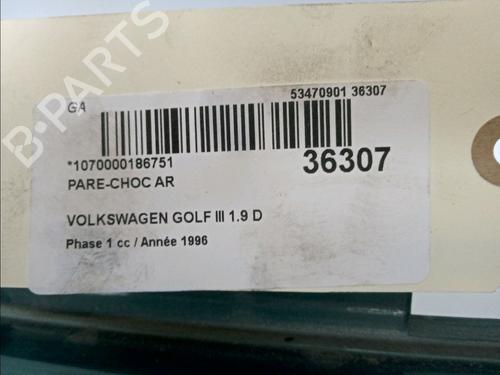 GA
53470901 36307
*1070000186751
36307
PARE-CHOC AR
VOLKSWAGEN GOLF III 1.9 D
Phase 1 cc / Année 1996
B-PARTS